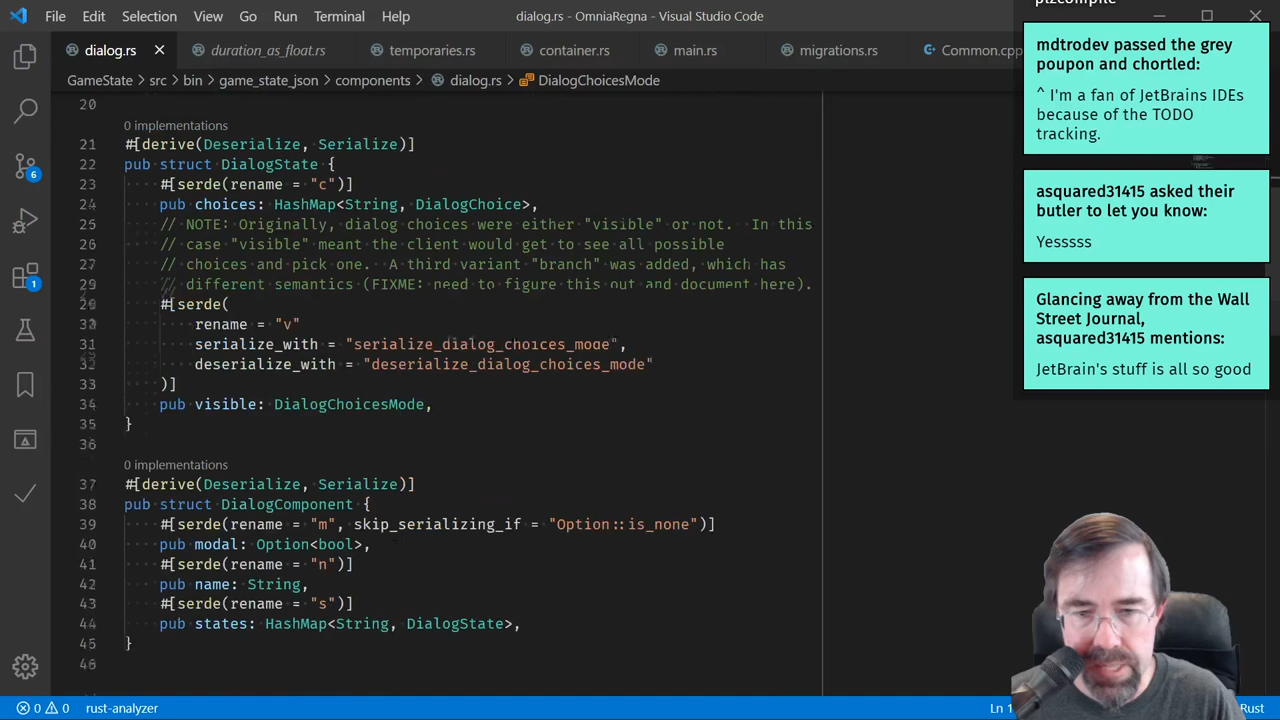 File Edit Selection View Go Run Terminal Help dialog.rs - OmniaRegna - Visual Studio Code
dialog.rs duration_as_float.rs temporaries.rs container.rs main.rs migrations.rs Common.cpp
GameState > src > bin > game_state_json > components > dialog.rs > DialogChoicesMode
20
0 implementations
21 #[derive(Deserialize, Serialize)]
22 pub struct DialogState {
23 #[serde(rename = "c")]
24 pub choices: HashMap<String, DialogChoice>,
25 // NOTE: Originally, dialog choices were either "visible" or not. In this
26 // case "visible" meant the client would get to see all possible
27 // choices and pick one. A third variant "branch" was added, which has
28 // different semantics (FIXME: need to figure this out and document here).
29 #[serde(
30 rename = "v"
31 serialize_with = "serialize_dialog_choices_mode",
32 deserialize_with = "deserialize_dialog_choices_mode"
33 )]
34 pub visible: DialogChoicesMode,
35 }
36
0 implementations
37 #[derive(Deserialize, Serialize)]
38 pub struct DialogComponent {
39 #[serde(rename = "m", skip_serializing_if = "Option::is_none")]
40 pub modal: Option<bool>,
41 #[serde(rename = "n")]
42 pub name: String,
43 #[serde(rename = "s")]
44 pub states: HashMap<String, DialogState>,
45 }
46
6
1
0 0 rust-analyzer Rust
mdtrodev passed the grey
poupon and chortled:
^ I'm a fan of JetBrains IDEs
because of the TODO
tracking.
asquared31415 asked their
butler to let you know:
Yesssss
Glancing away from the Wall
Street Journal,
asquared31415 mentions:
JetBrain's stuff is all so good